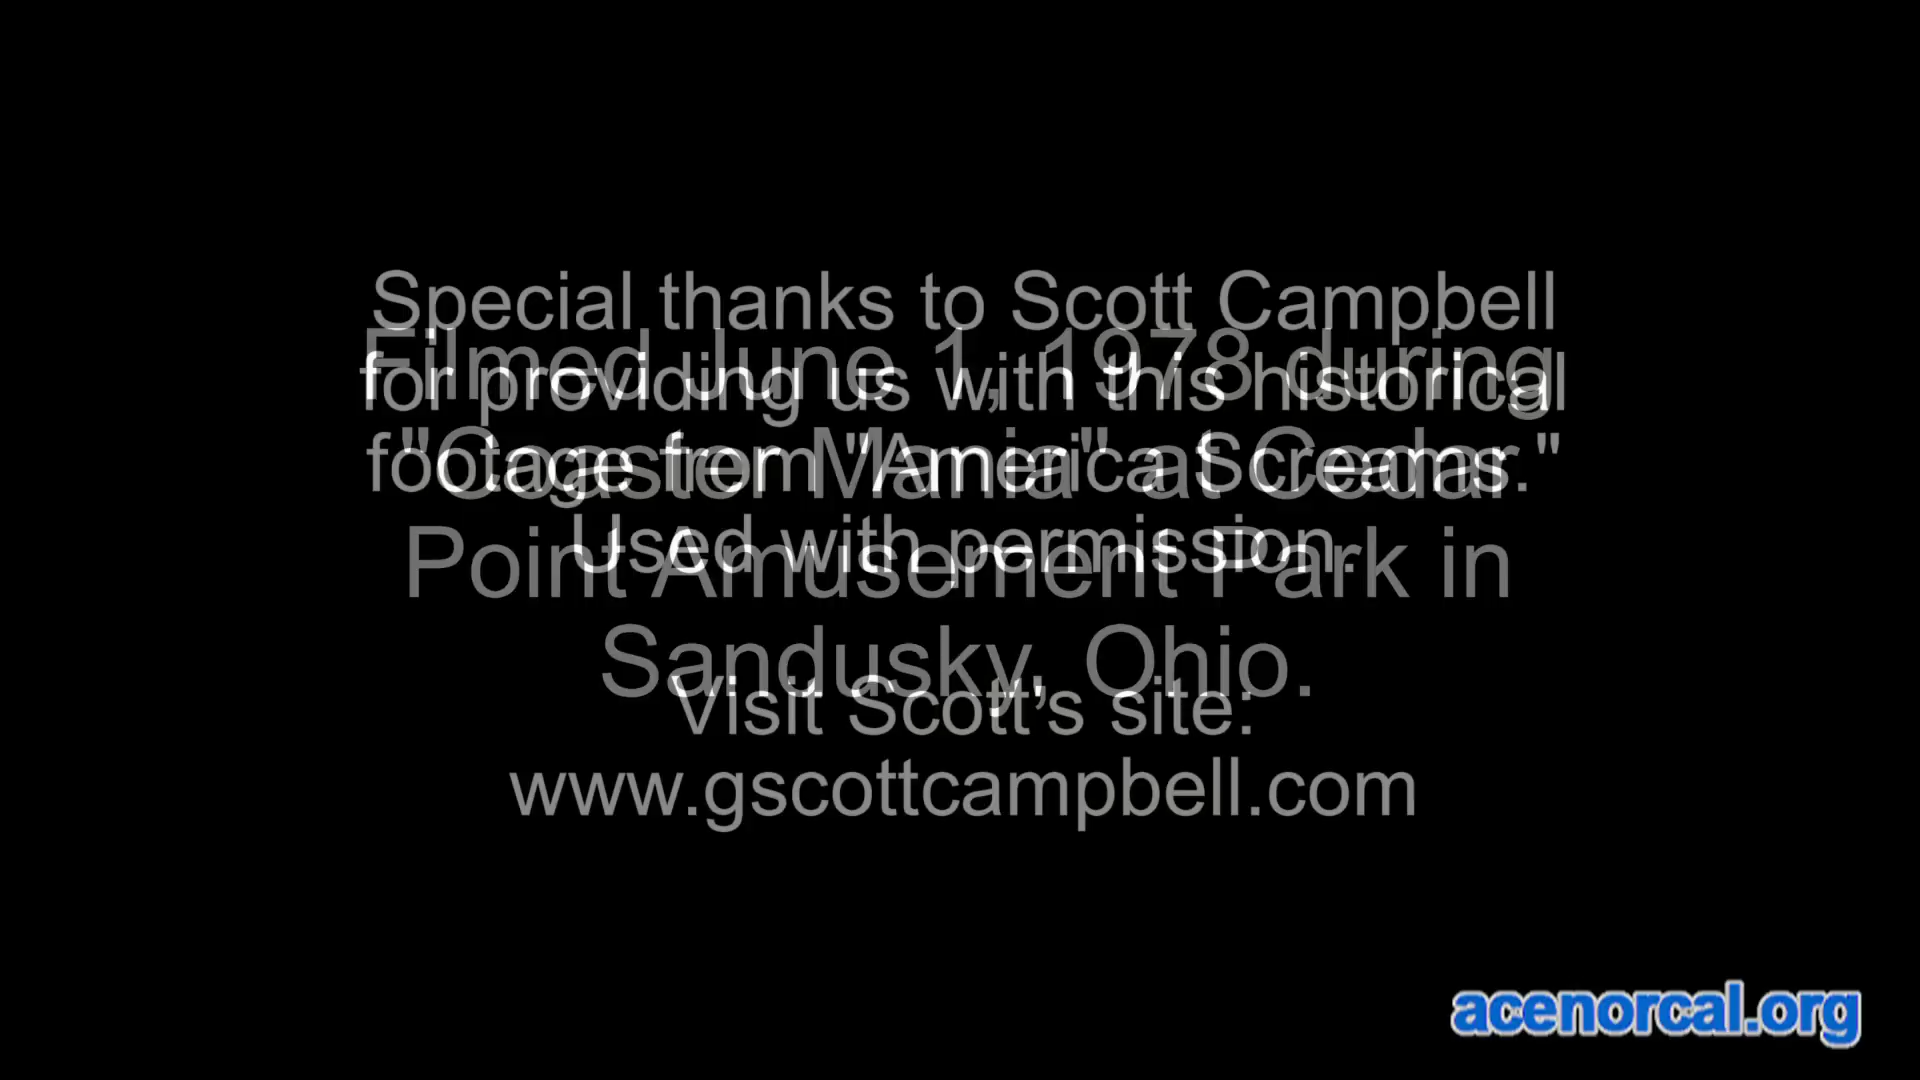 Special thanks to Scott Campbell
for providing us with this historical
footage from "America Screams."
Used with permission.
Visit Scott's site:
www.gscottcampbell.com
Filmed June 1, 1978 during
"Coaster Mania" at Cedar
Point Amusement Park in
Sandusky, Ohio.
acenorcal.org